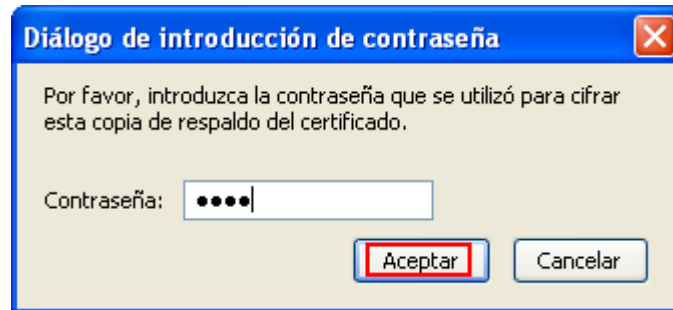 Diálogo de introducción de contraseña
Por favor, introduzca la contraseña que se utilizó para cifrar
esta copia de respaldo del certificado.
Contraseña: ●●●●
Aceptar Cancelar